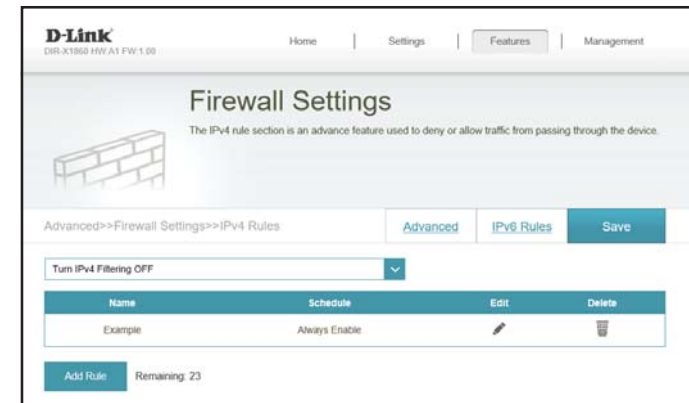 D-Link
DIR-X1860 HW:A1 FW:1.00
Home | Settings | Features | Management
Firewall Settings
The IPv4 rule section is an advance feature used to deny or allow traffic from passing through the device.
Advanced>>Firewall Settings>>IPv4 Rules
Advanced
IPv6 Rules
Save
Turn IPv4 Filtering OFF
Name Schedule Edit Delete
Example Always Enable
Add Rule Remaining: 23